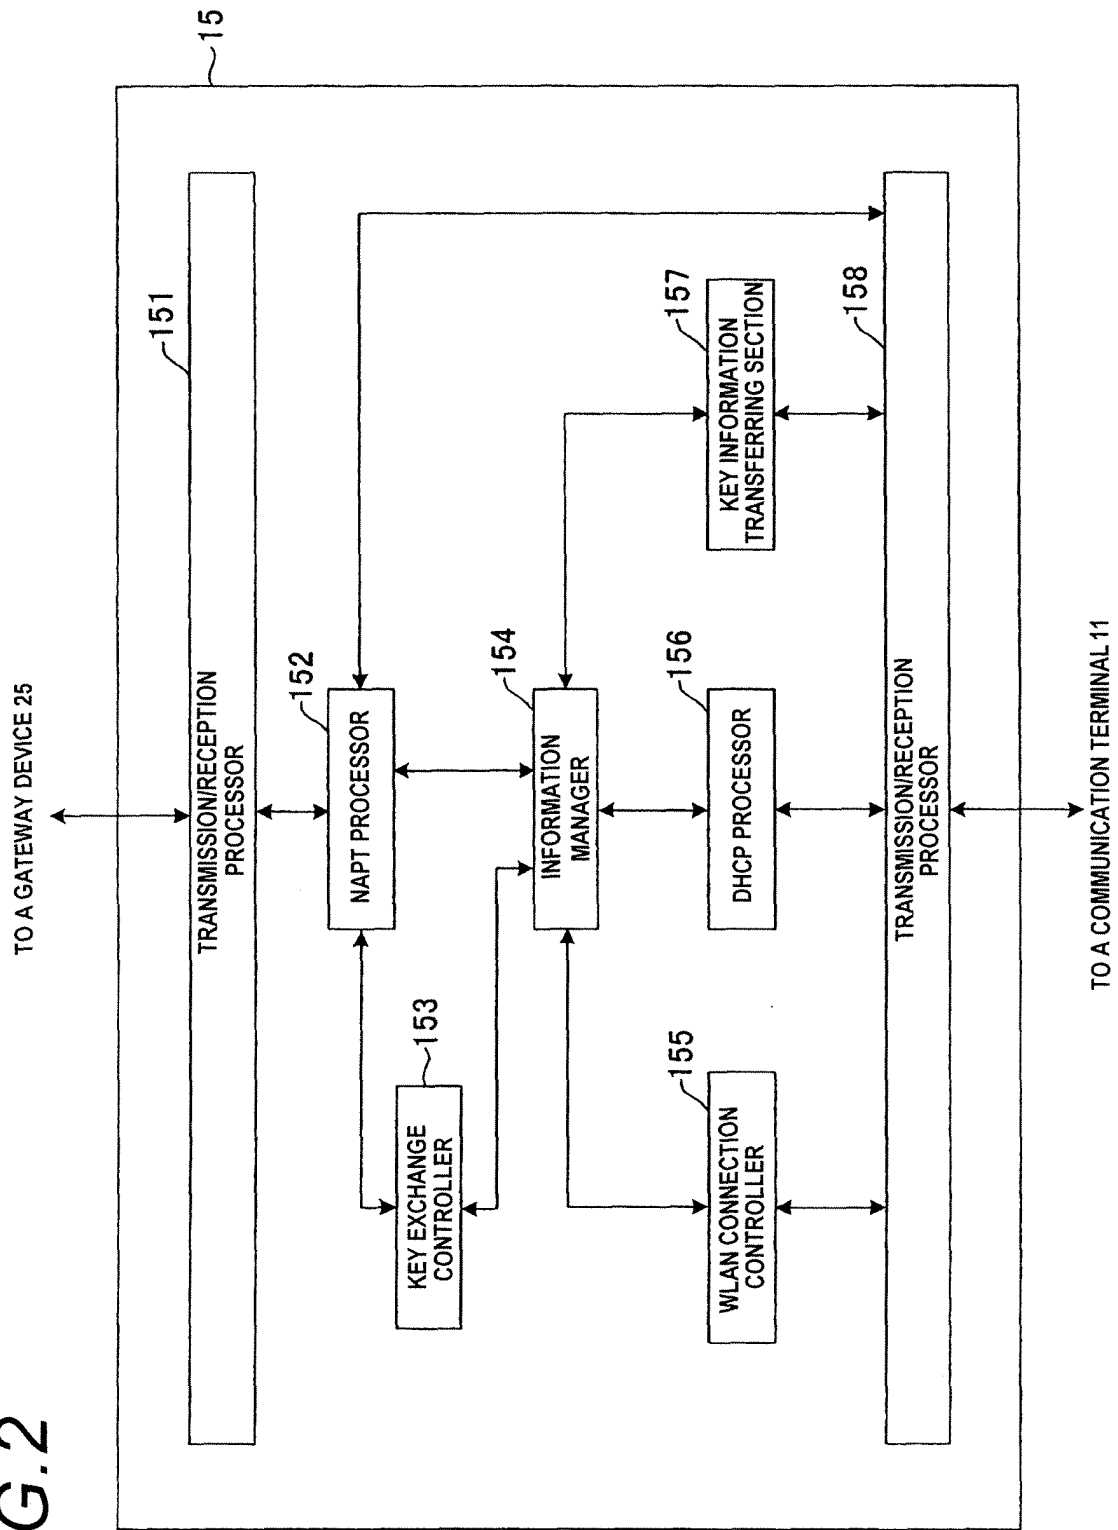 G.2
TO A GATEWAY DEVICE 25
15
151
TRANSMISSION/RECEPTION
PROCESSOR
152
NAPT PROCESSOR
153
KEY EXCHANGE
CONTROLLER
154
INFORMATION
MANAGER
155
WLAN CONNECTION
CONTROLLER
156
DHCP PROCESSOR
157
KEY INFORMATION
TRANSFERRING SECTION
158
TRANSMISSION/RECEPTION
PROCESSOR
TO A COMMUNICATION TERMINAL 11